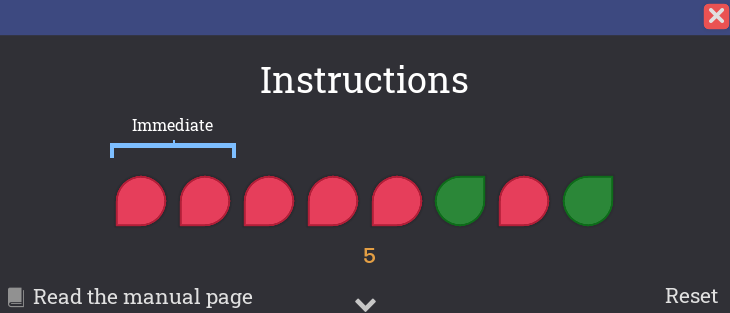 Instructions
Immediate
5
Read the manual page
Reset